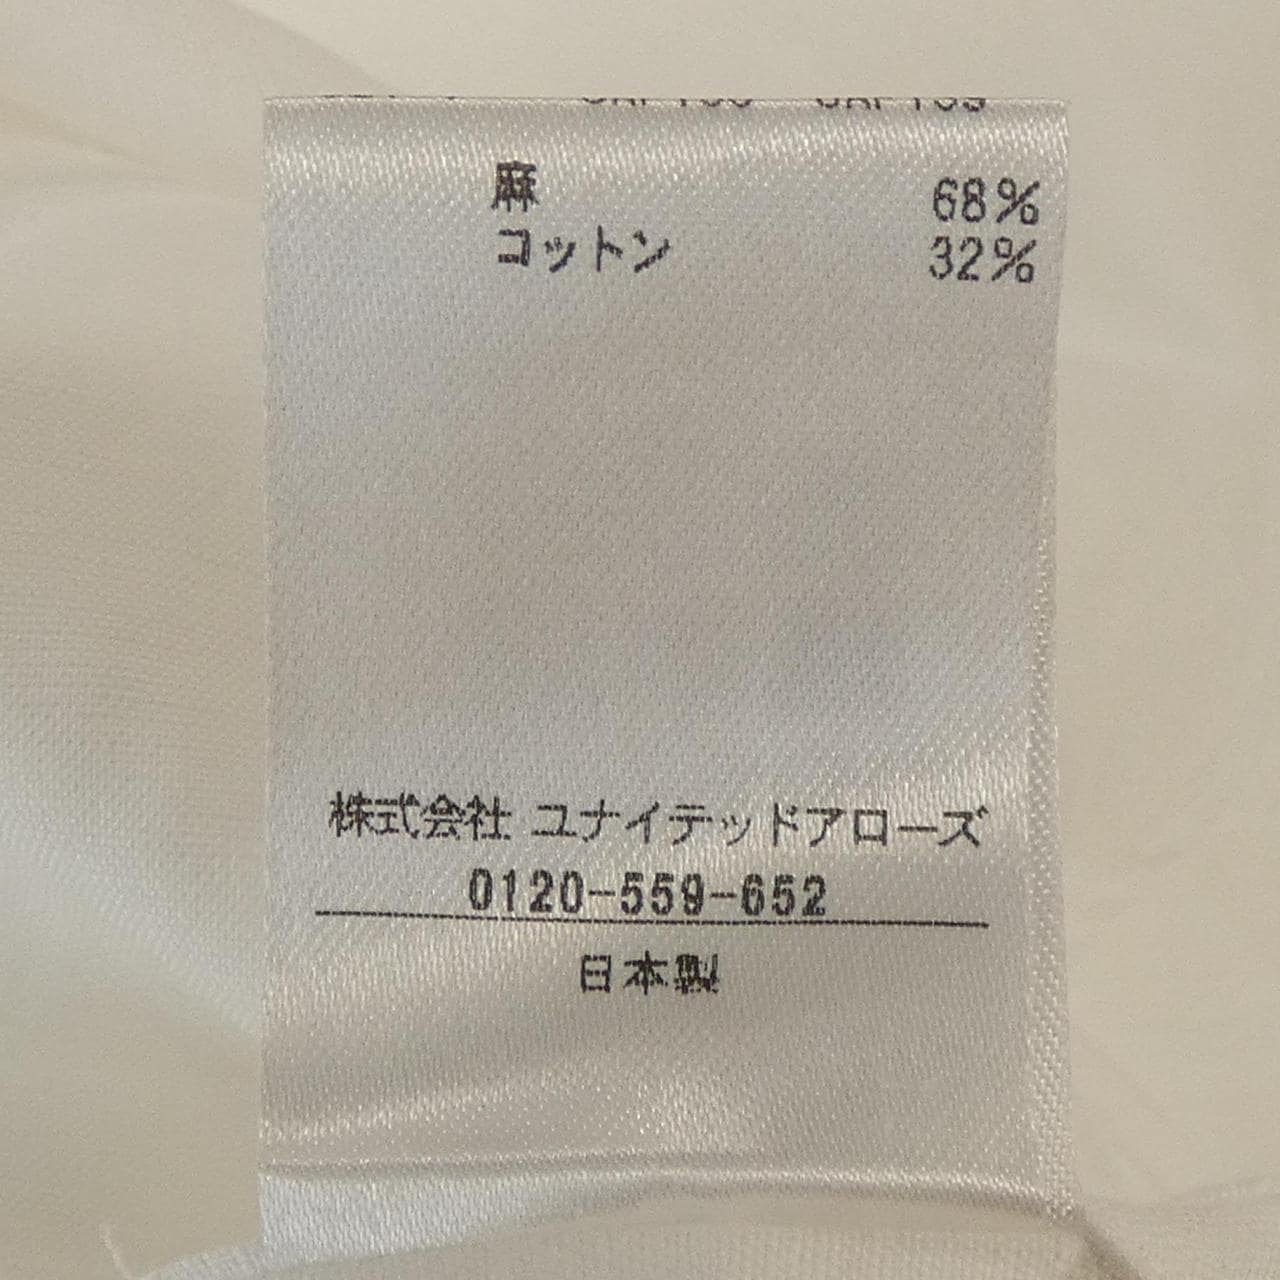 麻 68%
コットン 32%
株式会社 ユナイテッドアローズ
0120-559-652
日本製